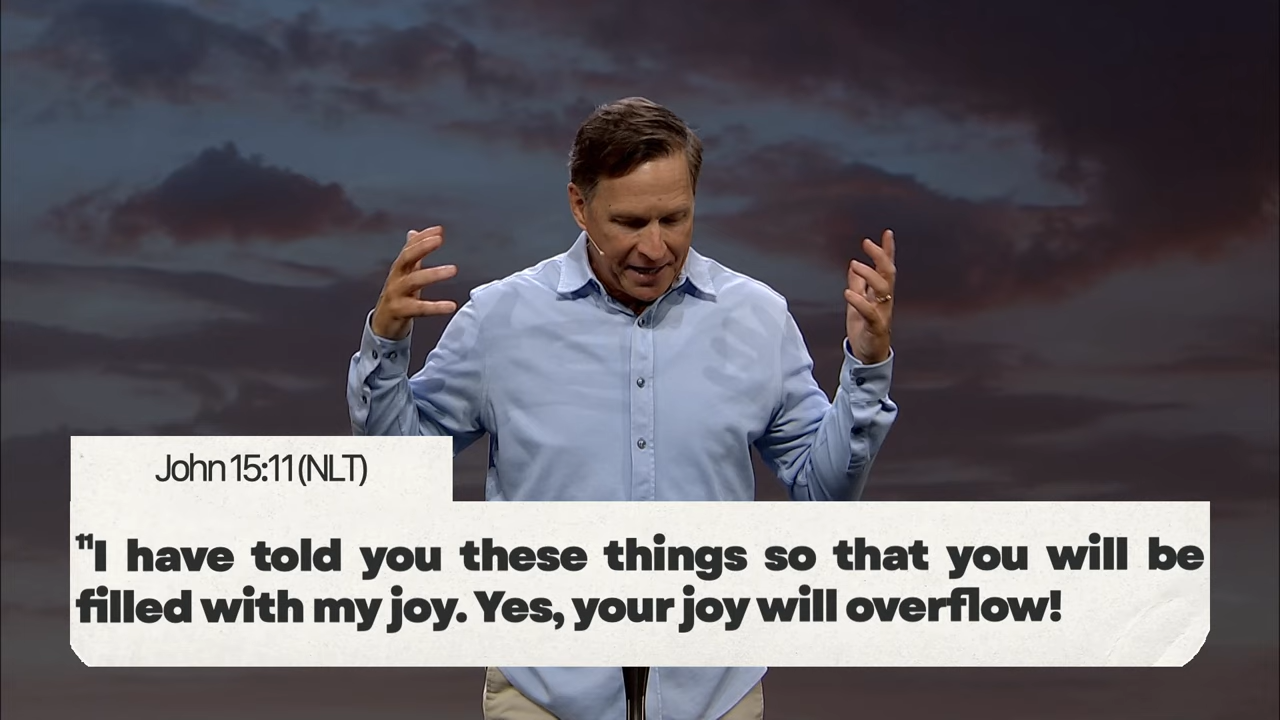 John 15:11 (NLT)
¹¹I have told you these things so that you will be
filled with my joy. Yes, your joy will overflow!